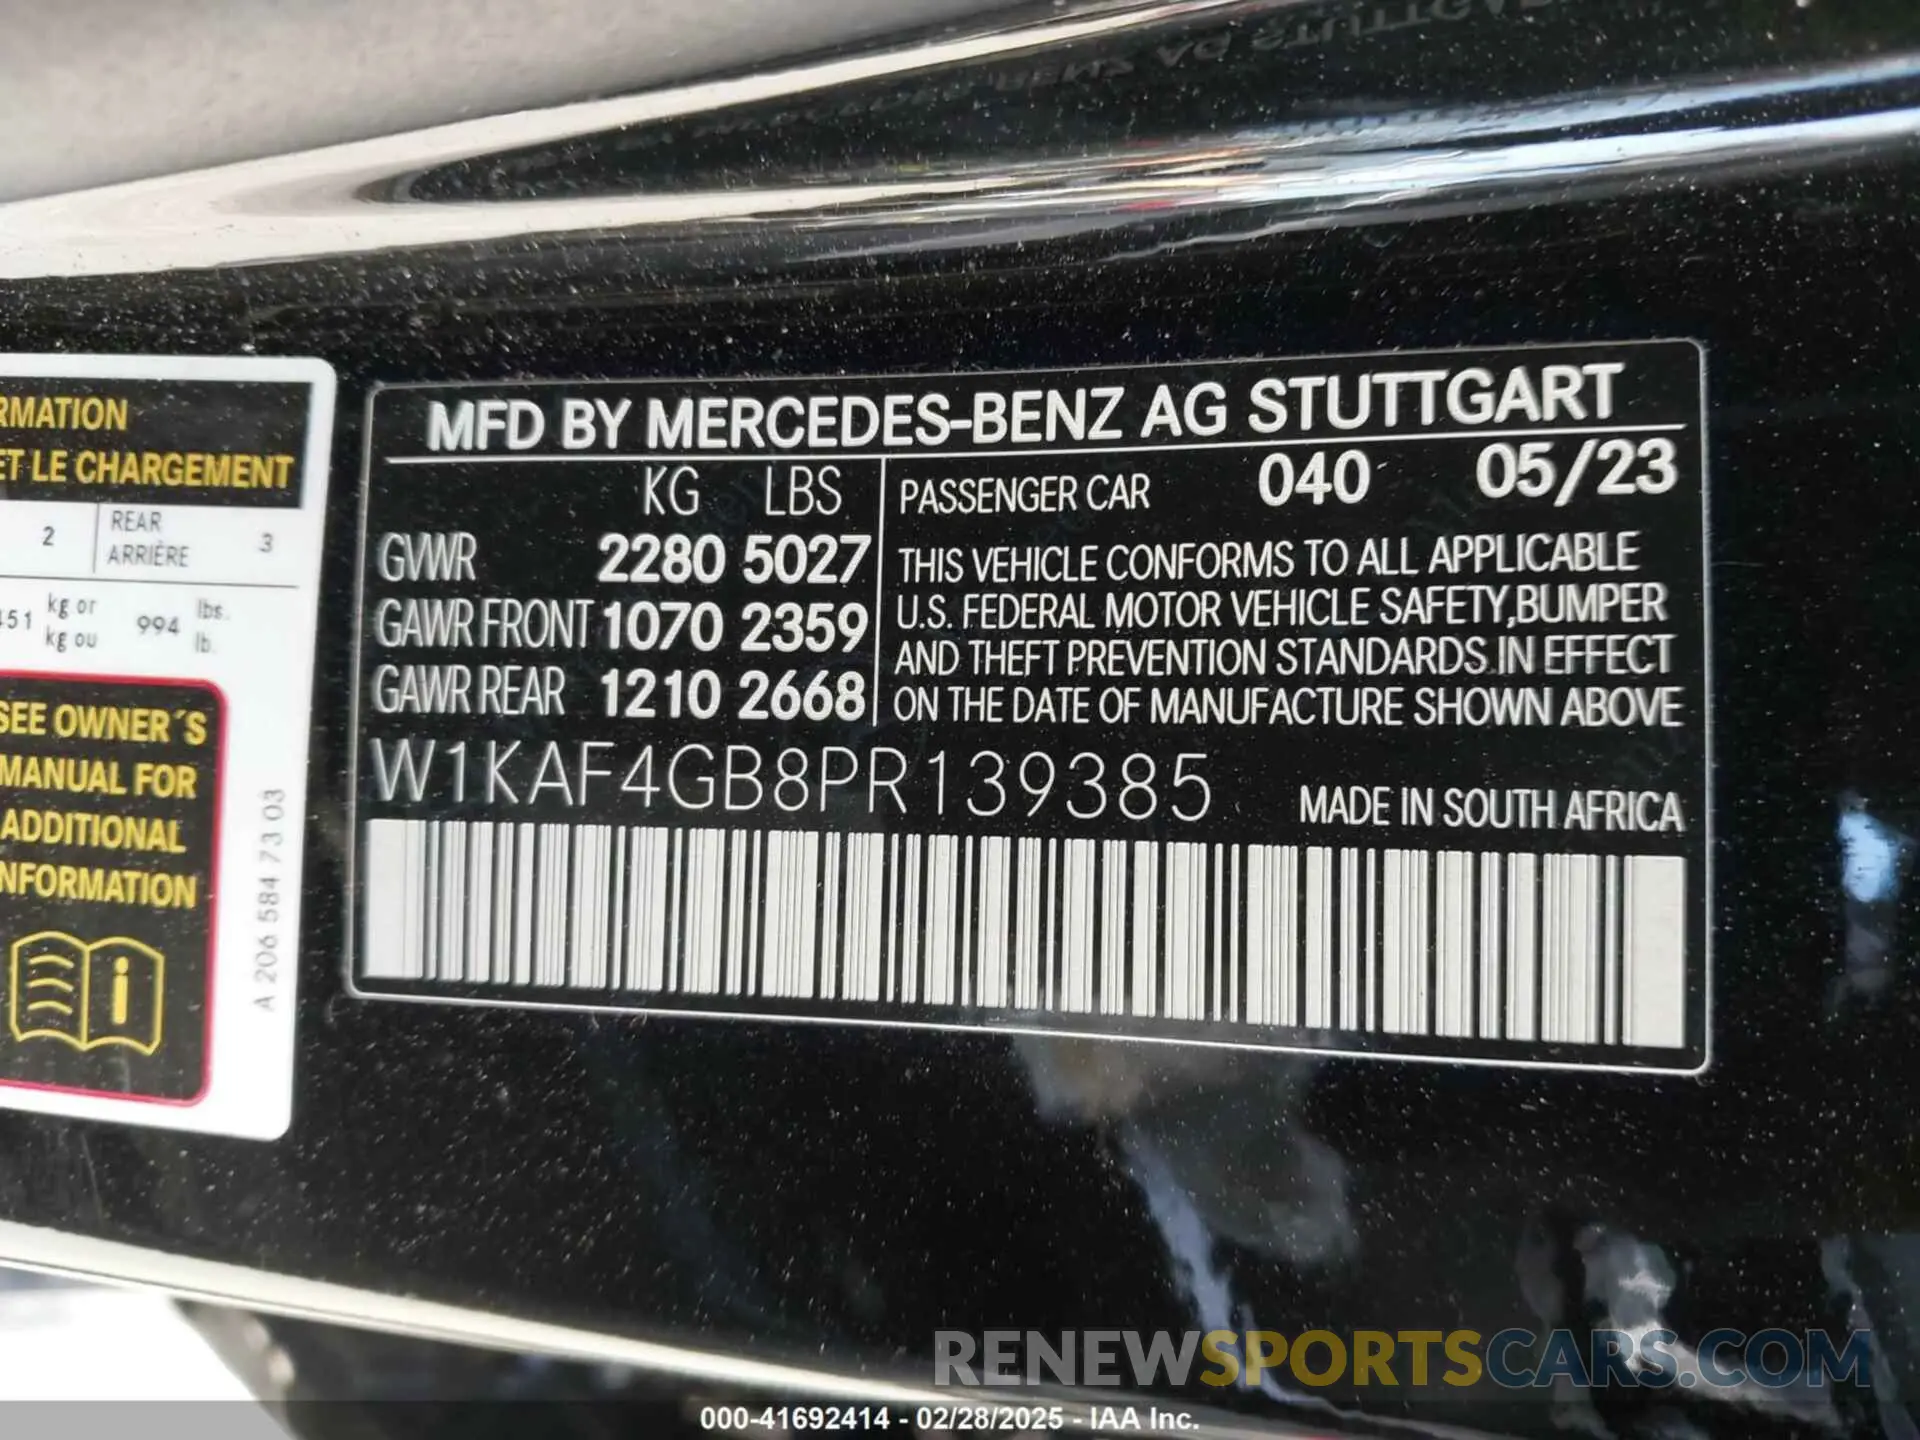 RMATION
ET LE CHARGEMENT
2 REAR 3
ARRIÈRE
451 kg or 994 lbs.
kg ou lb.
SEE OWNER´S
MANUAL FOR
ADDITIONAL
INFORMATION
A 206 584 73 03
MFD BY MERCEDES-BENZ AG STUTTGART
KG LBS PASSENGER CAR 040 05/23
GVWR 2280 5027
GAWR FRONT 1070 2359
GAWR REAR 1210 2668
THIS VEHICLE CONFORMS TO ALL APPLICABLE
U.S. FEDERAL MOTOR VEHICLE SAFETY,BUMPER
AND THEFT PREVENTION STANDARDS IN EFFECT
ON THE DATE OF MANUFACTURE SHOWN ABOVE
W1KAF4GB8PR139385 MADE IN SOUTH AFRICA
RENEWSPORTSCARS.COM
000-41692414 - 02/28/2025 - IAA Inc.